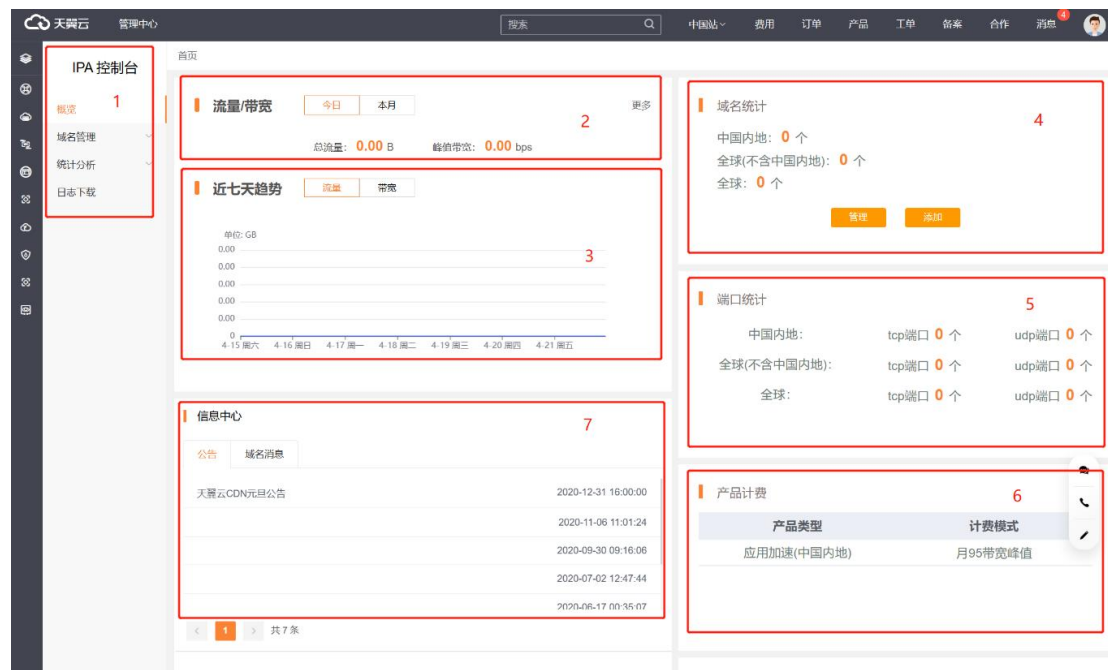 天翼云 管理中心 搜索 中国站 费用 订单 产品 工单 备案 合作 消息 4
首页
IPA 控制台
1
概览
域名管理
统计分析
日志下载
流量/带宽 今日 本月 更多
2
总流量: 0.00 B 峰值带宽: 0.00 bps
近七天趋势 流量 带宽
单位: GB
3
0.00
0.00
0.00
0.00
0.00
0
4-15 周六 4-16 周日 4-17 周一 4-18 周二 4-19 周三 4-20 周四 4-21 周五
信息中心
7
公告 域名消息
天翼云CDN元旦公告 2020-12-31 16:00:00
2020-11-06 11:01:24
2020-09-30 09:16:06
2020-07-02 12:47:44
2020-06-17 00:35:07
< 1 > 共 7 条
域名统计
4
中国内地: 0 个
全球(不含中国内地): 0 个
全球: 0 个
管理 添加
端口统计
5
中国内地: tcp端口 0 个 udp端口 0 个
全球(不含中国内地): tcp端口 0 个 udp端口 0 个
全球: tcp端口 0 个 udp端口 0 个
产品计费
6
产品类型 计费模式
应用加速(中国内地) 月95带宽峰值